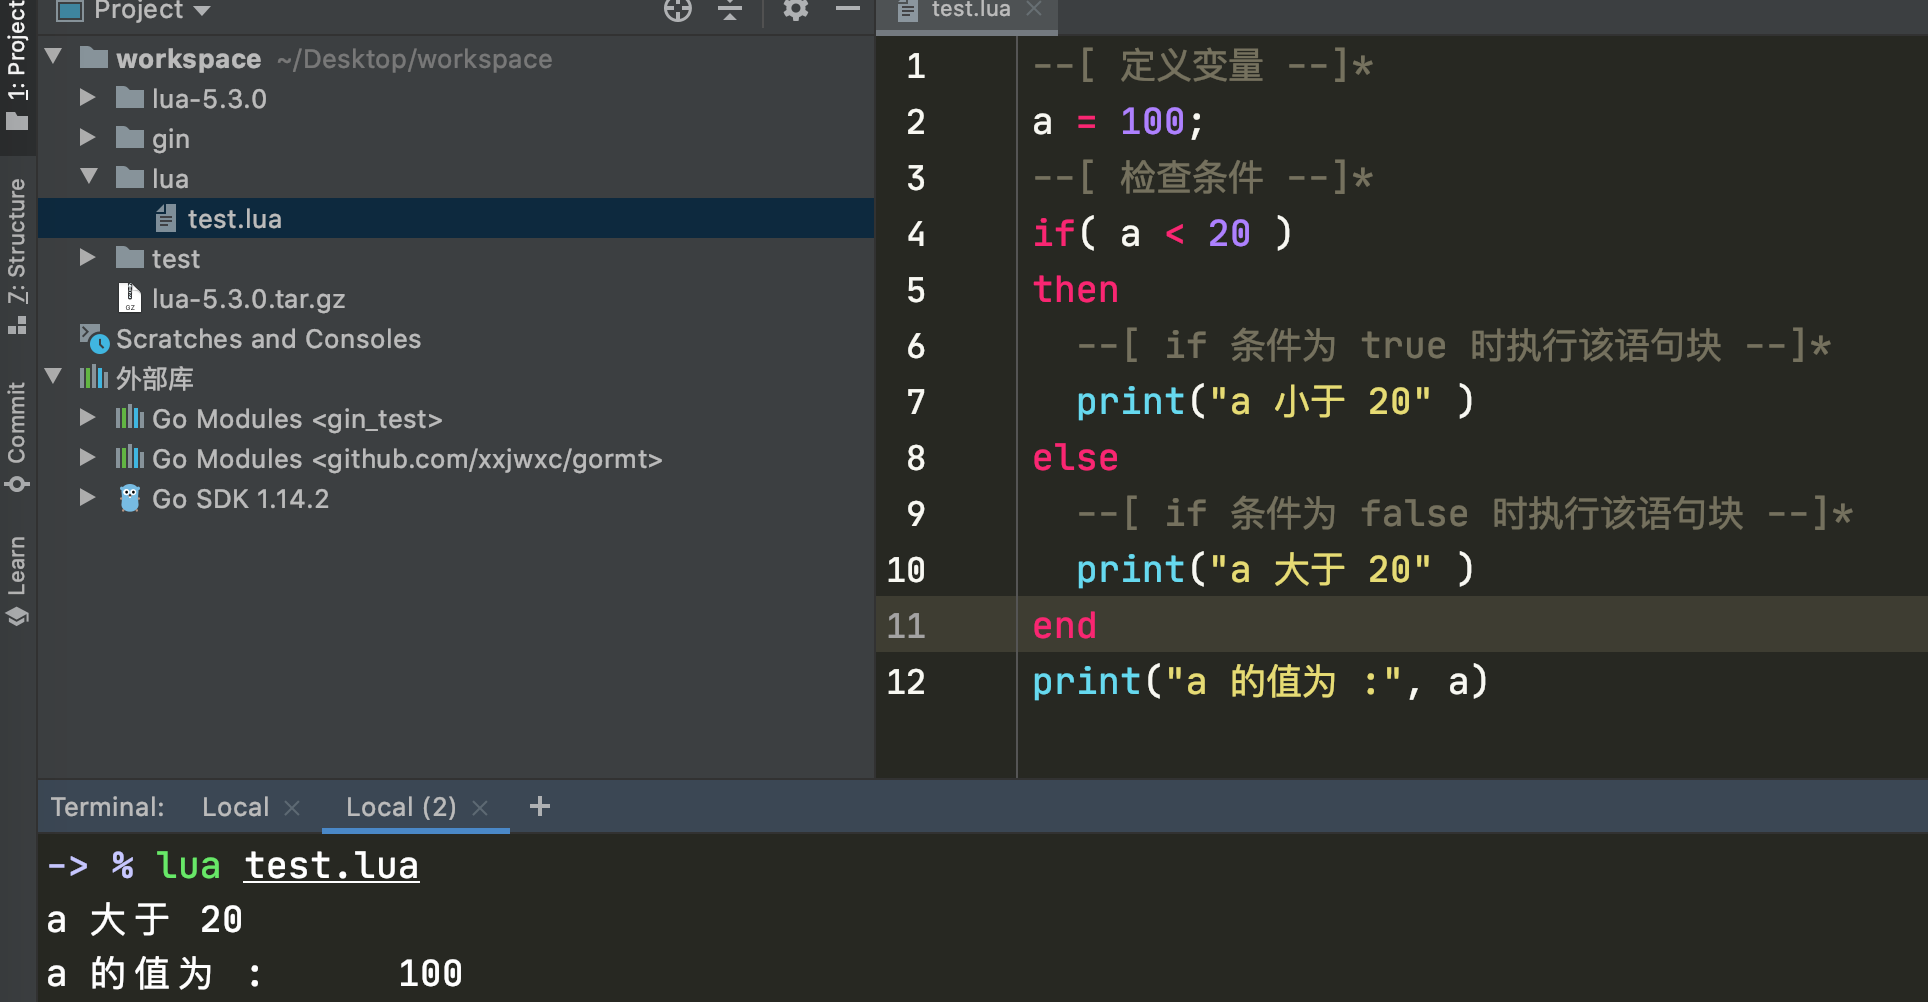 Project
test.lua
1: Project
Z: Structure
Commit
Learn
workspace ~/Desktop/workspace
lua-5.3.0
gin
lua
test.lua
test
lua-5.3.0.tar.gz
Scratches and Consoles
外部库
Go Modules <gin_test>
Go Modules <github.com/xxjwxc/gormt>
Go SDK 1.14.2
1 --[ 定义变量 --]*
2 a = 100;
3 --[ 检查条件 --]*
4 if( a < 20 )
5 then
6 --[ if 条件为 true 时执行该语句块 --]*
7 print("a 小于 20" )
8 else
9 --[ if 条件为 false 时执行该语句块 --]*
10 print("a 大于 20" )
11 end
12 print("a 的值为 :", a)
Terminal: Local Local (2) +
-> % lua test.lua
a 大于 20
a 的值为 : 100